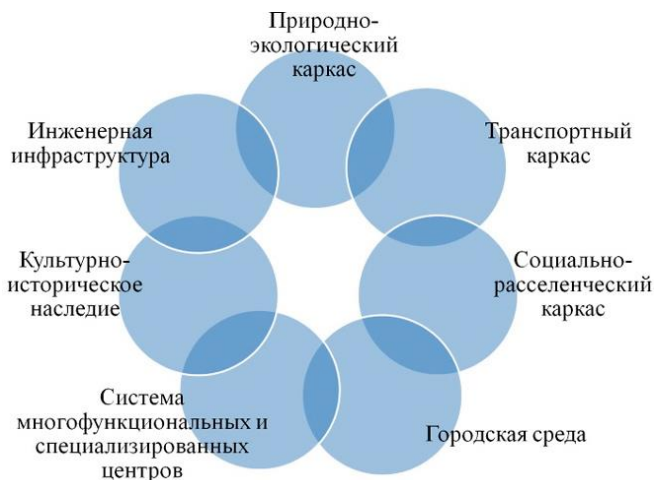 Природно-
экологический
каркас
Транспортный
каркас
Социально-
расселенческий
каркас
Городская среда
Система
многофункциональных и
специализированных
центров
Культурно-
историческое
наследие
Инженерная
инфраструктура